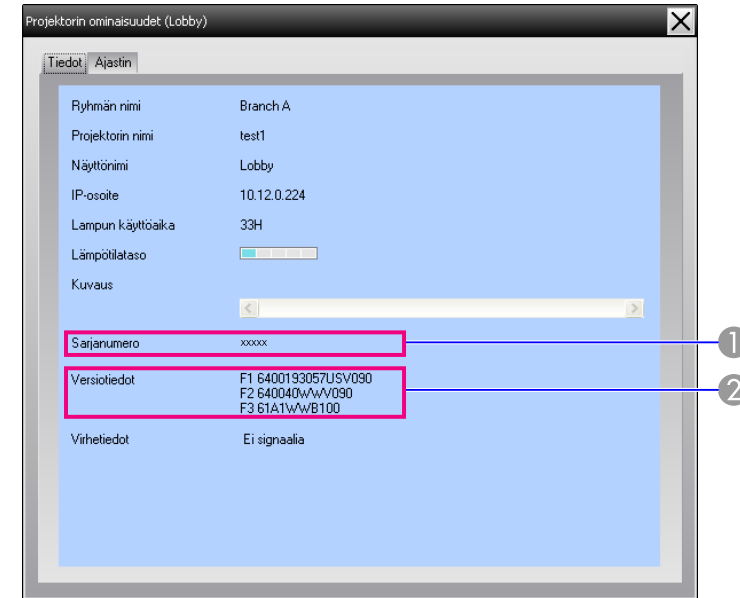 Projektorin ominaisuudet (Lobby)
Tiedot Ajastin
Ryhmän nimi Branch A
Projektorin nimi test1
Näyttönimi Lobby
IP-osoite 10.12.0.224
Lampun käyttöaika 33H
Lämpötilataso
Kuvaus
Sarjanumero xxxxx
1
Versiotiedot F1 6400193057USV090
2
F2 640040WWV090
F3 61A1WWB100
Virhetiedot Ei signaalia